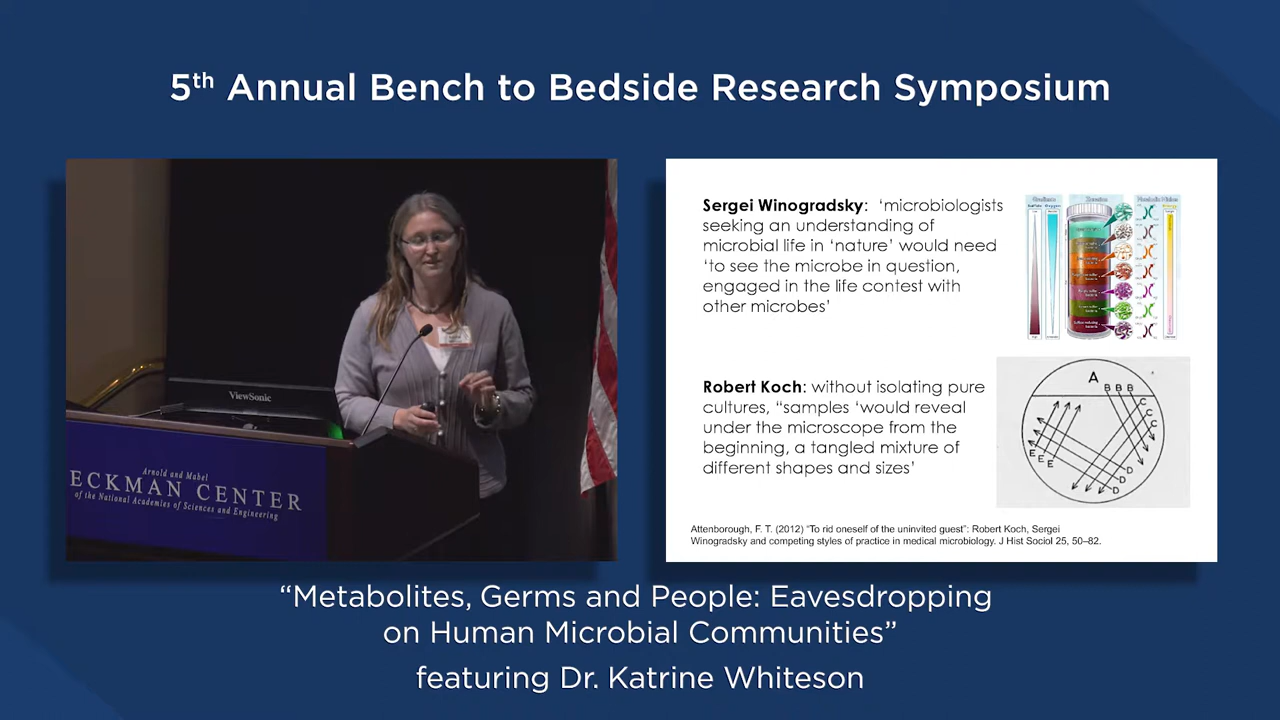 5th Annual Bench to Bedside Research Symposium
ViewSonic
Arnold and Mabel
ECKMAN CENTER
of the National Academies of Sciences and Engineering
Sergei Winogradsky: ‘microbiologists
seeking an understanding of
microbial life in ‘nature’ would need
‘to see the microbe in question,
engaged in the life contest with
other microbes’
Robert Koch: without isolating pure
cultures, “samples ‘would reveal
under the microscope from the
beginning, a tangled mixture of
different shapes and sizes’
A
B B B
C
C
C
D
D
D
E
E
E
Attenborough, F. T. (2012) “To rid oneself of the uninvited guest”: Robert Koch, Sergei
Winogradsky and competing styles of practice in medical microbiology. J Hist Sociol 25, 50–82.
“Metabolites, Germs and People: Eavesdropping
on Human Microbial Communities”
featuring Dr. Katrine Whiteson